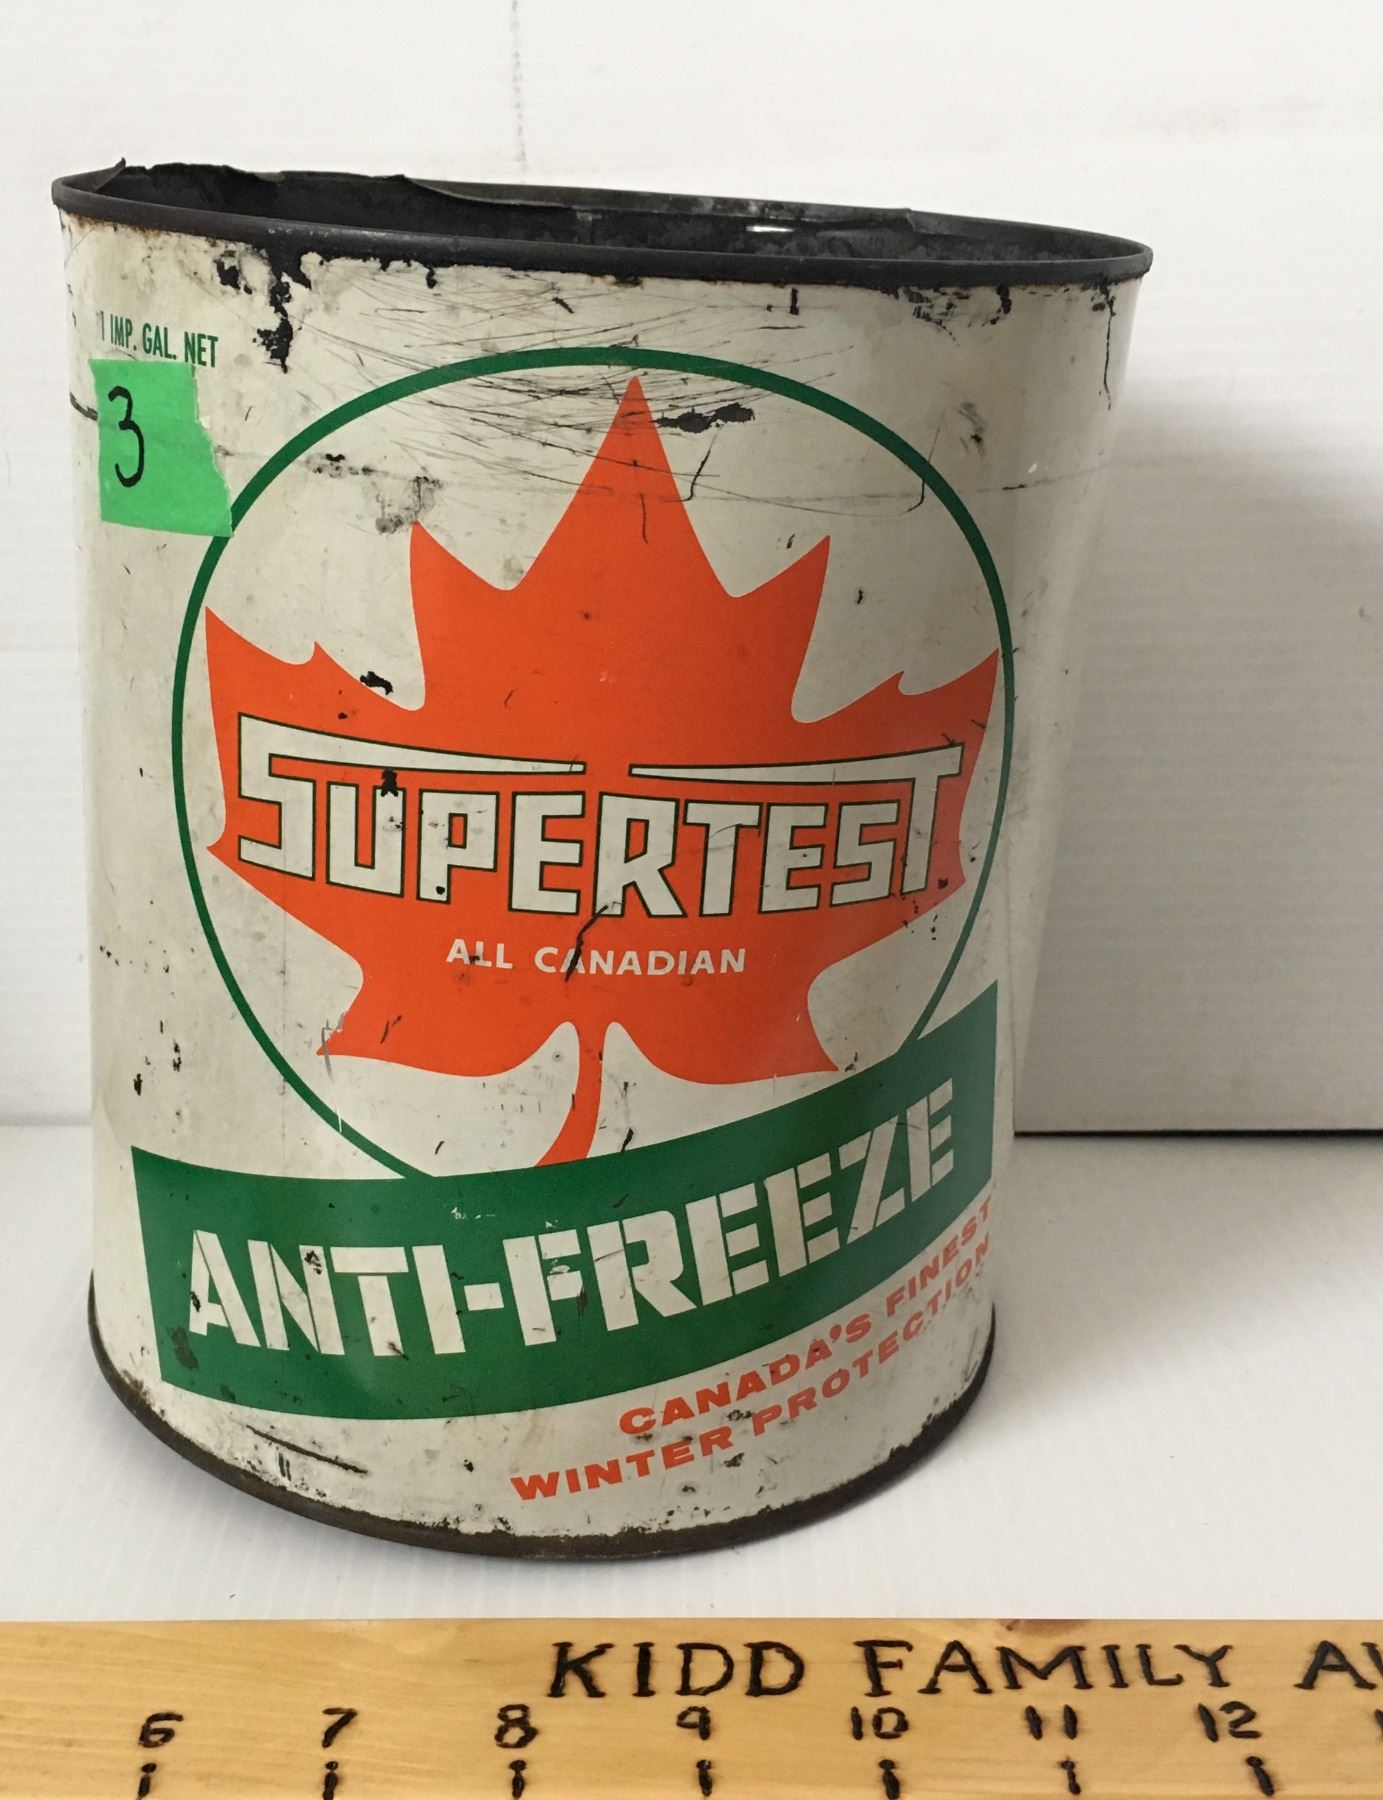 1 IMP. GAL. NET
3
SUPERTEST
ALL CANADIAN
ANTI-FREEZE
CANADA'S FINEST
WINTER PROTECTION
KIDD FAMILY
6 7 8 9 10 11 12